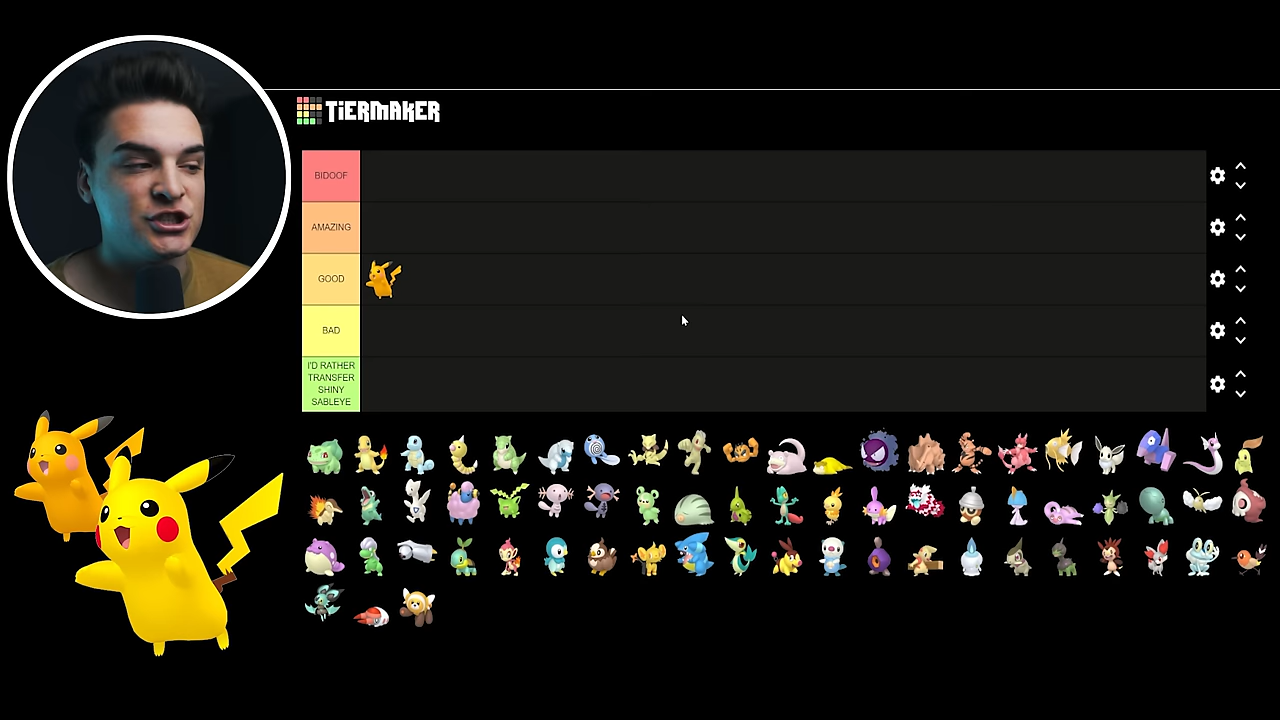 TIERMAKER
BIDOOF
AMAZING
GOOD
BAD
I'D RATHER
TRANSFER
SHINY
SABLEYE